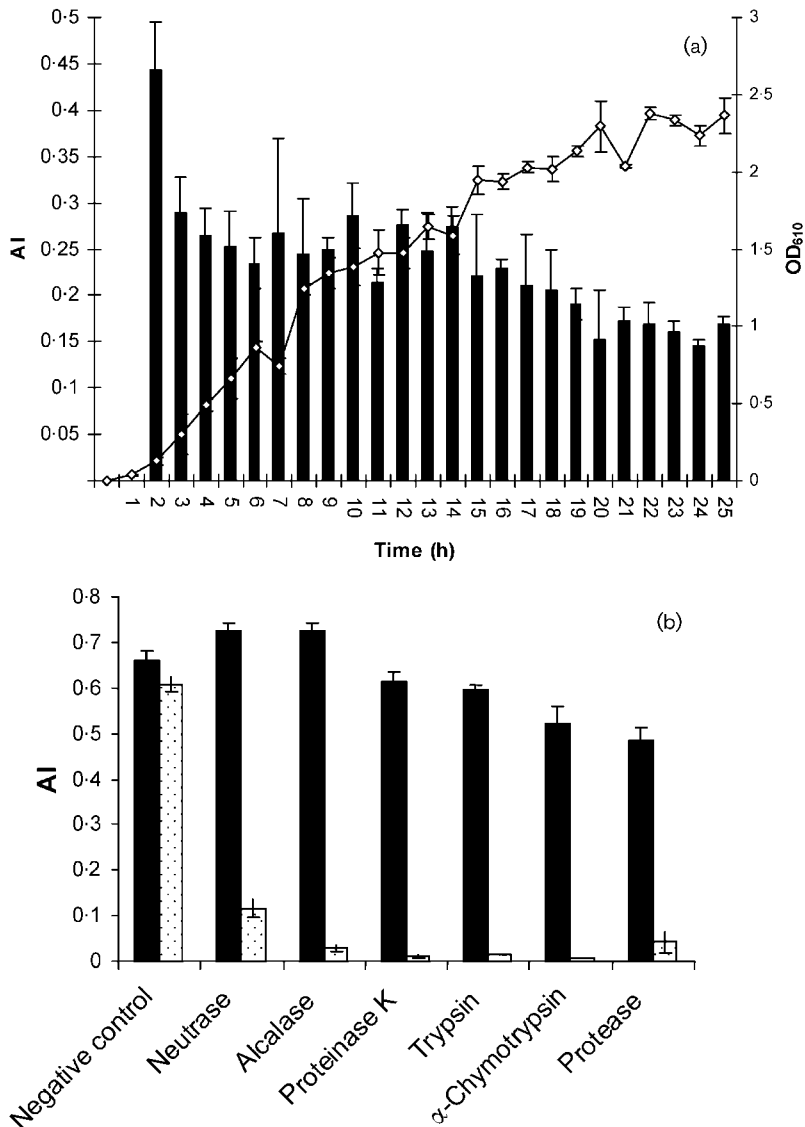 (a)
AI
0·5
0·45
0·4
0·35
0·3
0·25
0·2
0·15
0·1
0·05
3
2·5
2
1·5
1
0·5
0
OD610
1 2 3 4 5 6 7 8 9 10 11 12 13 14 15 16 17 18 19 20 21 22 23 24 25
Time (h)
(b)
AI
0·8
0·7
0·6
0·5
0·4
0·3
0·2
0·1
0
Negative control
Neutrase
Alcalase
Proteinase K
Trypsin
α-Chymotrypsin
Protease